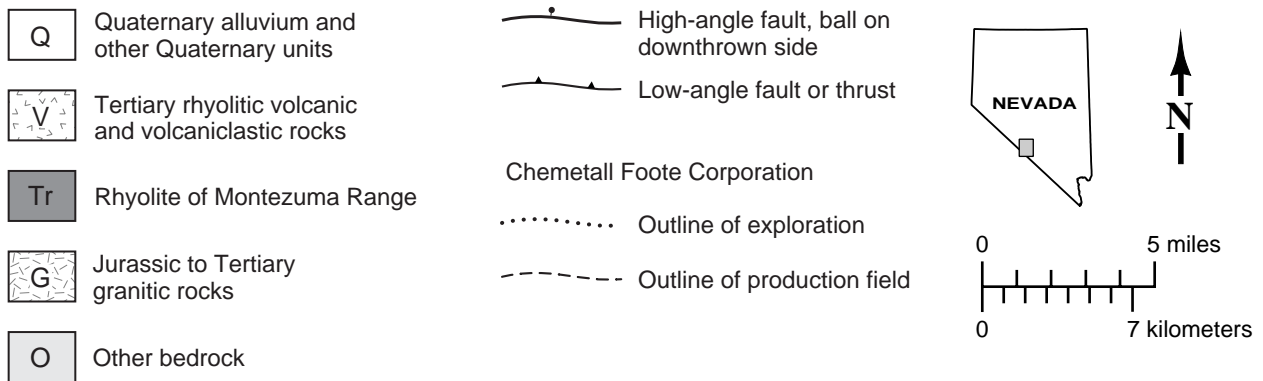 Q
Quaternary alluvium and
other Quaternary units
V
Tertiary rhyolitic volcanic
and volcaniclastic rocks
Tr
Rhyolite of Montezuma Range
G
Jurassic to Tertiary
granitic rocks
O
Other bedrock
High-angle fault, ball on
downthrown side
Low-angle fault or thrust
Chemetall Foote Corporation
Outline of exploration
Outline of production field
NEVADA
N
0 5 miles
0 7 kilometers